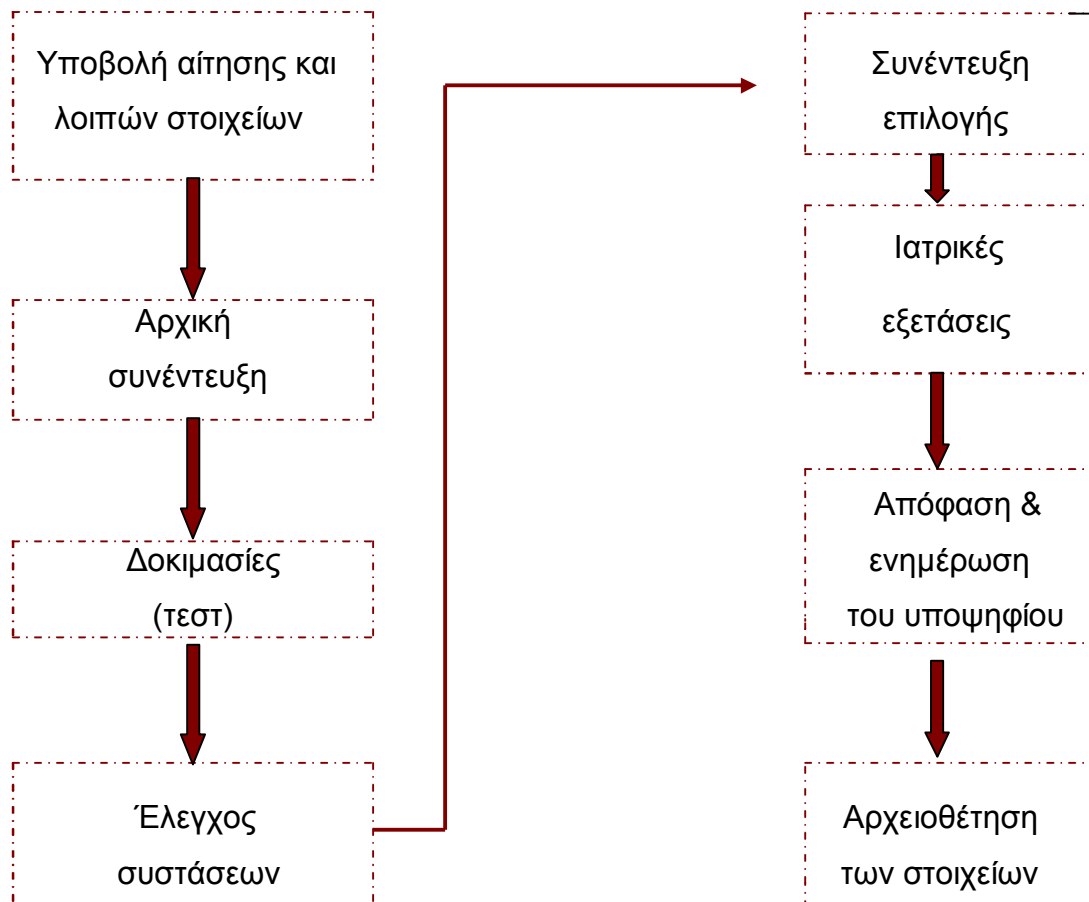 Υποβολή αίτησης και
λοιπών στοιχείων
Αρχική
συνέντευξη
Δοκιμασίες
(τεστ)
Έλεγχος
συστάσεων
Συνέντευξη
επιλογής
Ιατρικές
εξετάσεις
Απόφαση &
ενημέρωση
του υποψηφίου
Αρχειοθέτηση
των στοιχείων